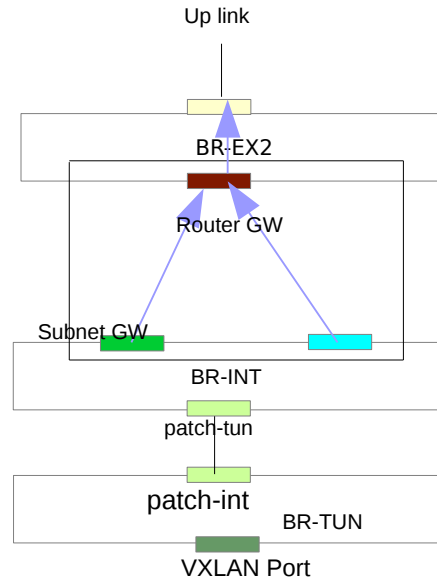 Up link
BR-EX2
Router GW
Subnet GW
BR-INT
patch-tun
patch-int
BR-TUN
VXLAN Port